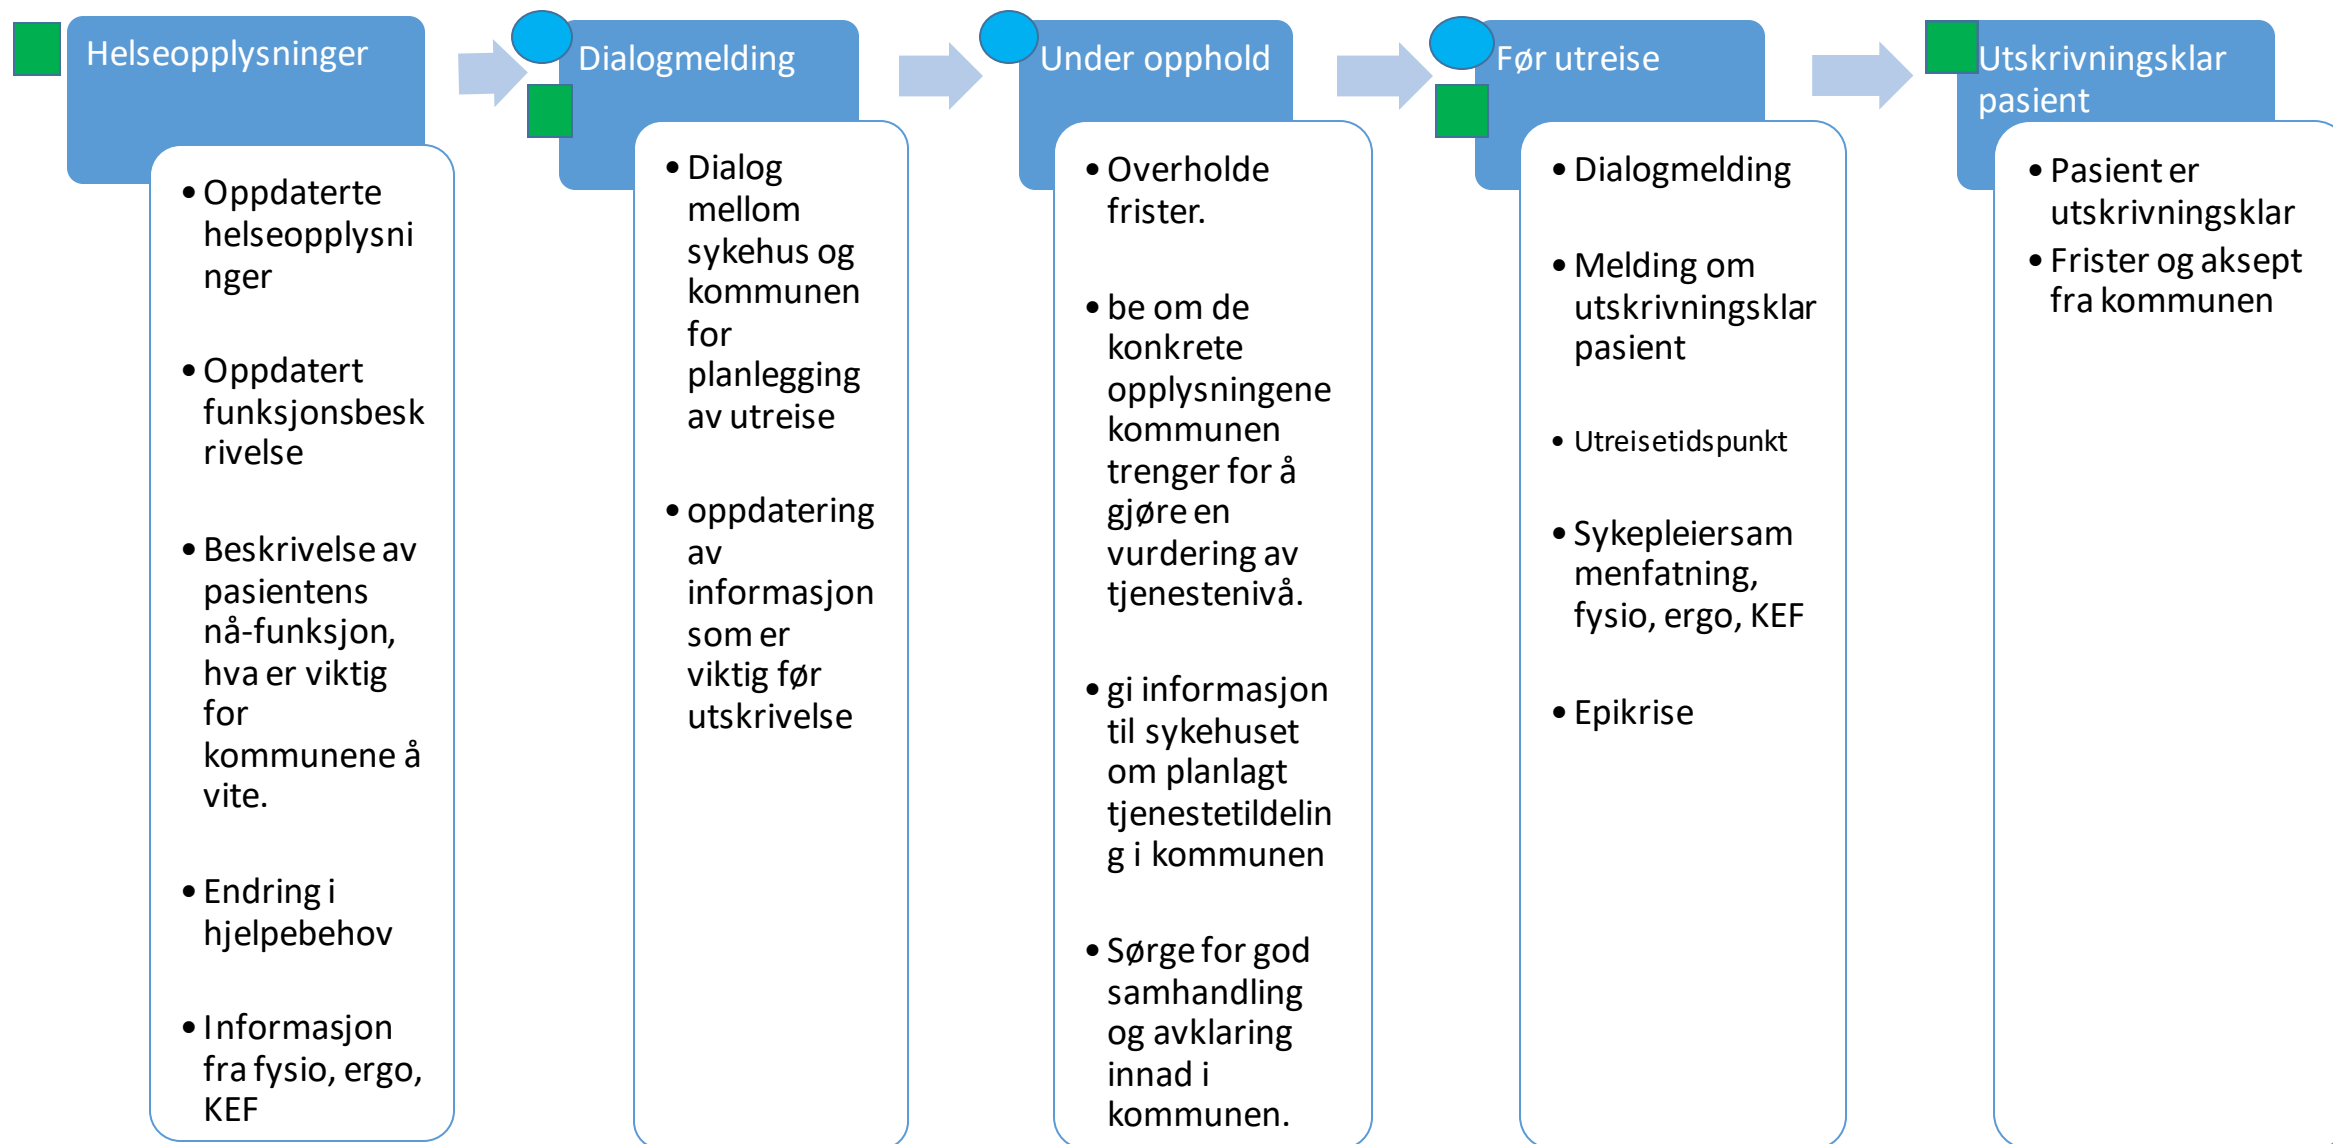 Helseopplysninger
• Oppdaterte
helseopplysni
nger
• Oppdatert
funksjonsbesk
rivelse
• Beskrivelse av
pasientens
nå-funksjon,
hva er viktig
for
kommunene å
vite.
• Endring i
hjelpebehov
• Informasjon
fra fysio, ergo,
KEF
Dialogmelding
• Dialog
mellom
sykehus og
kommunen
for
planlegging
av utreise
• oppdatering
av
informasjon
som er
viktig før
utskrivelse
Under opphold
• Overholde
frister.
• be om de
konkrete
opplysningene
kommunen
trenger for å
gjøre en
vurdering av
tjenestenivå.
• gi informasjon
til sykehuset
om planlagt
tjenestetildelin
g i kommunen
• Sørge for god
samhandling
og avklaring
innad i
kommunen.
Før utreise
• Dialogmelding
• Melding om
utskrivningsklar
pasient
• Utreisetidspunkt
• Sykepleiersam
menfatning,
fysio, ergo, KEF
• Epikrise
Utskrivningsklar
pasient
• Pasient er
utskrivningsklar
• Frister og aksept
fra kommunen